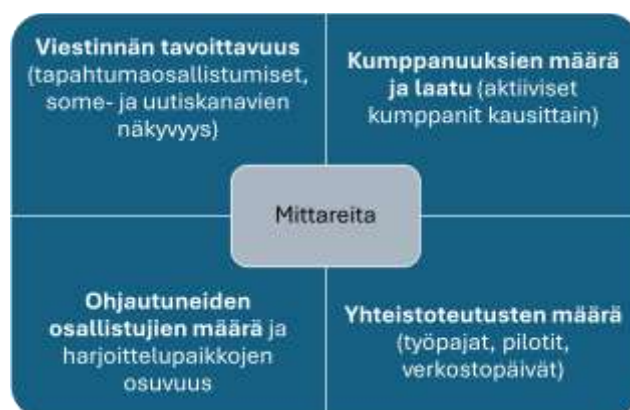 Viestinnän tavoittavuus
(tapahtumaosallistumiset,
some- ja uutiskanavien
näkyvyys)
Kumppanuuksien määrä
ja laatu (aktiiviset
kumppanit kausittain)
Mittareita
Ohjautuneiden
osallistujien määrä ja
harjoittelupaikkojen
osuvuus
Yhteistoteutusten määrä
(työpajat, pilotit,
verkostopäivät)